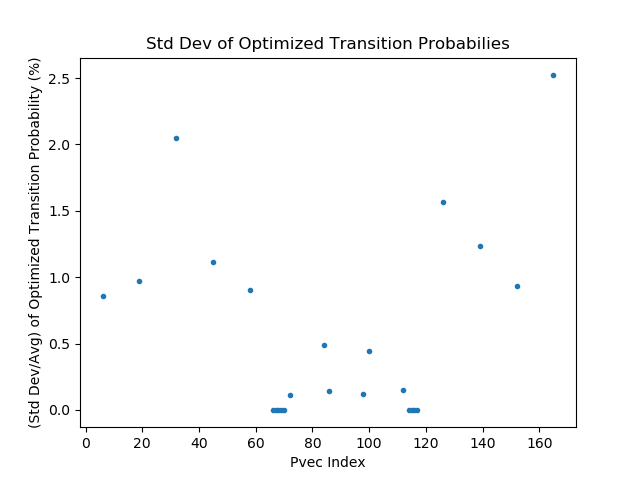 Std Dev of Optimized Transition Probabilies
(Std Dev/Avg) of Optimized Transition Probability (%)
2.5
2.0
1.5
1.0
0.5
0.0
0 20 40 60 80 100 120 140 160
Pvec Index